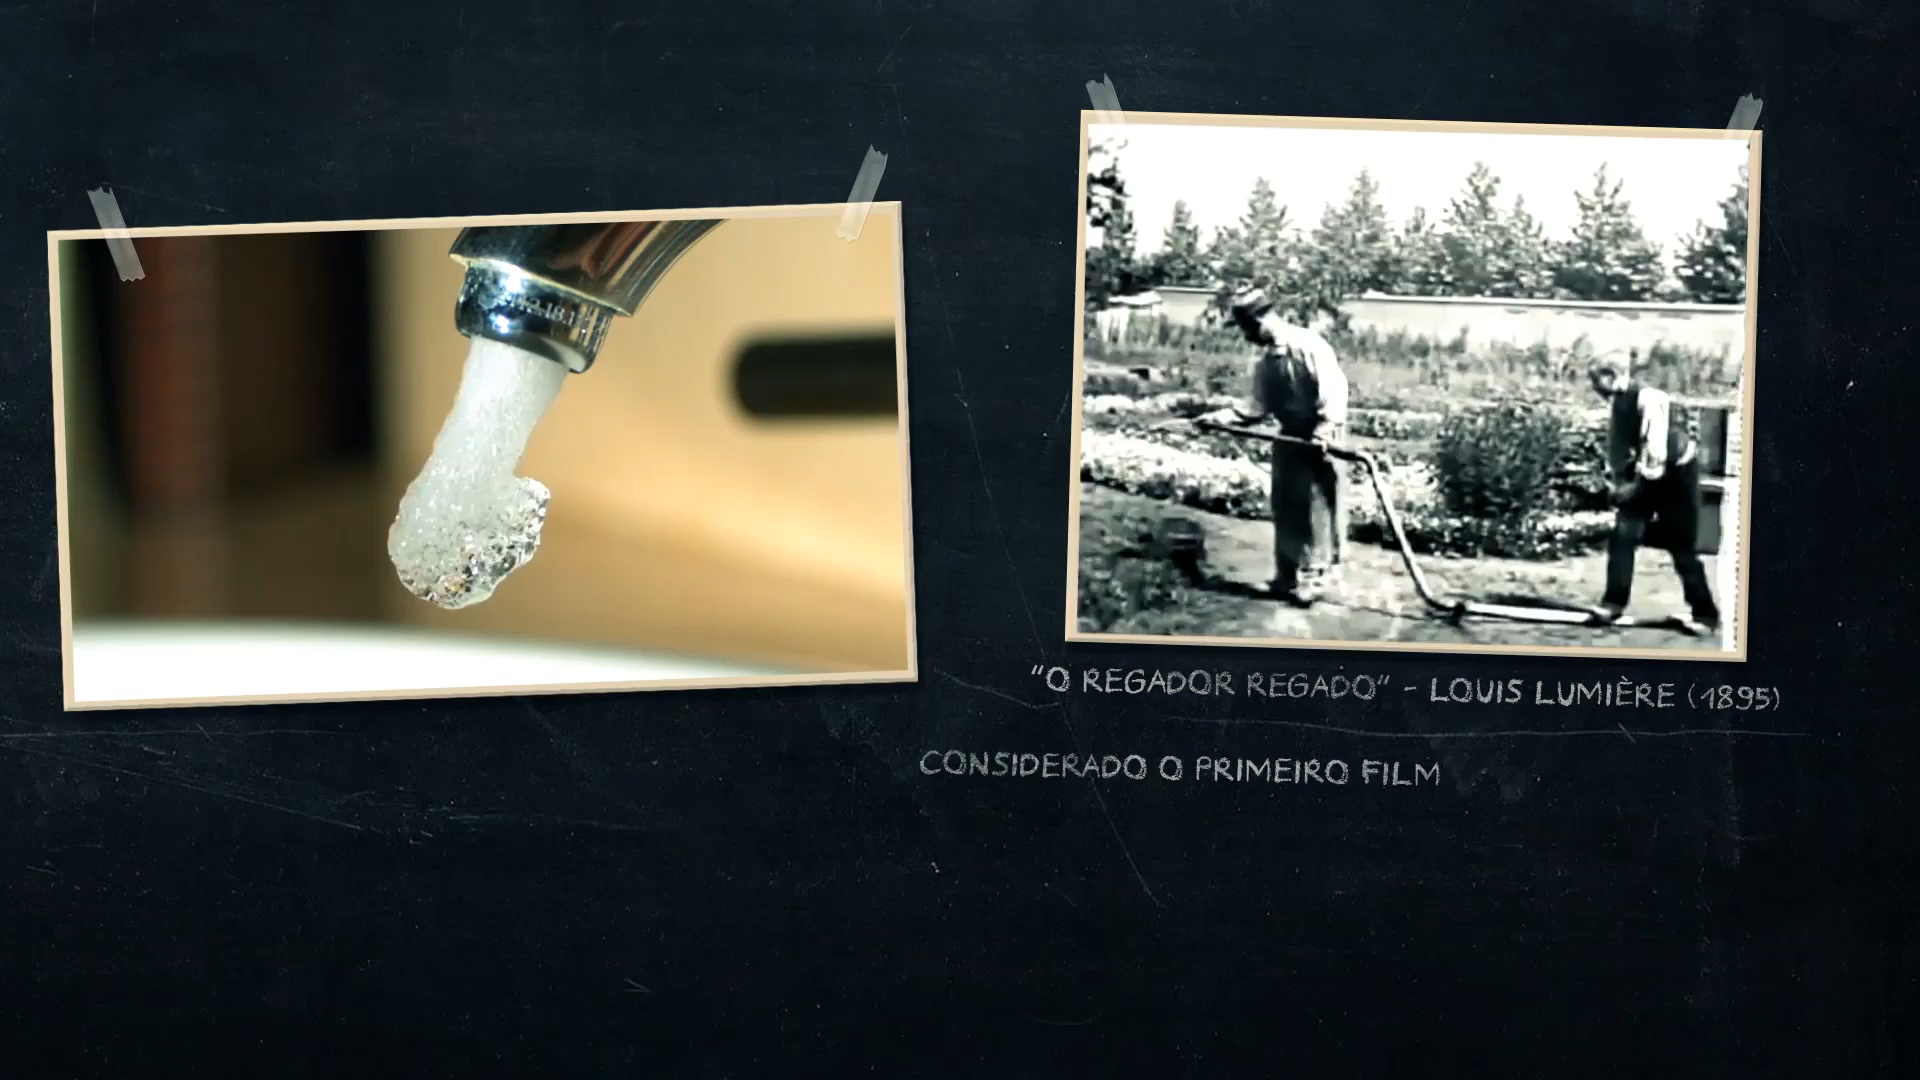 "O REGADOR REGADO" - LOUIS LUMIÈRE (1895)
CONSIDERADO O PRIMEIRO FILM